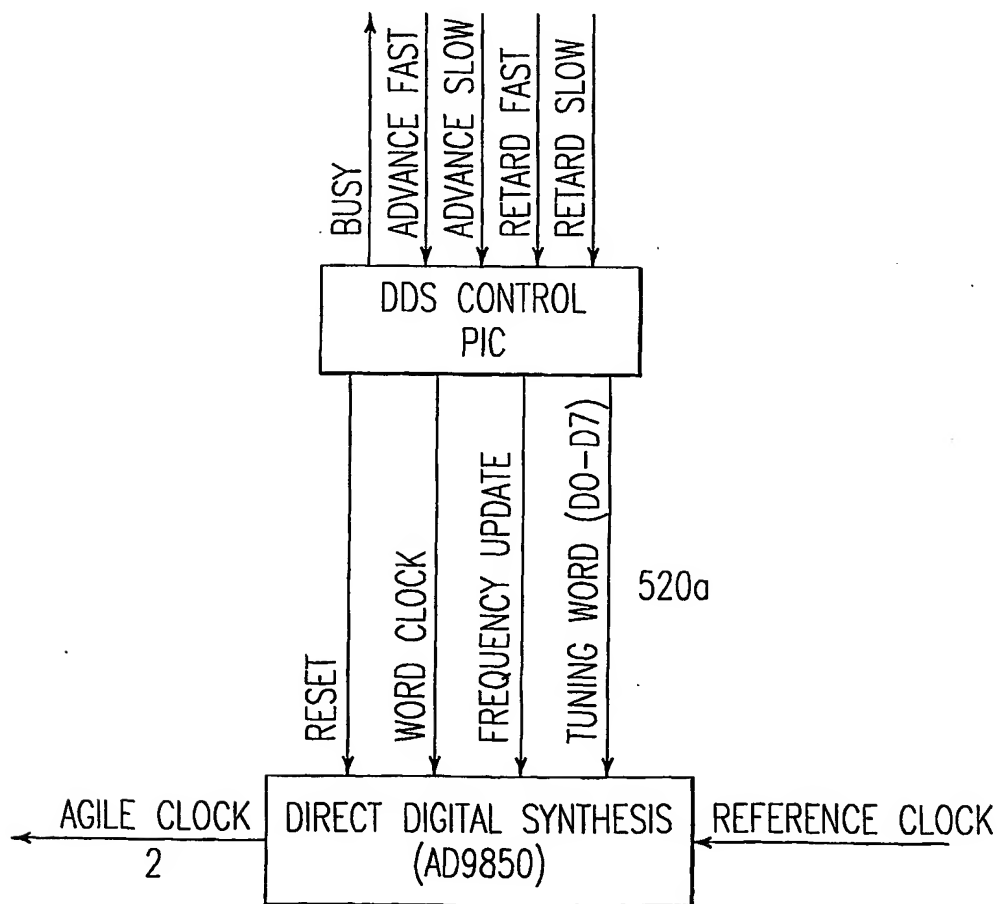 BUSY
ADVANCE FAST
ADVANCE SLOW
RETARD FAST
RETARD SLOW
DDS CONTROL
PIC
RESET
WORD CLOCK
FREQUENCY UPDATE
TUNING WORD (DO-D7)
520a
AGILE CLOCK
2
DIRECT DIGITAL SYNTHESIS
(AD9850)
REFERENCE CLOCK